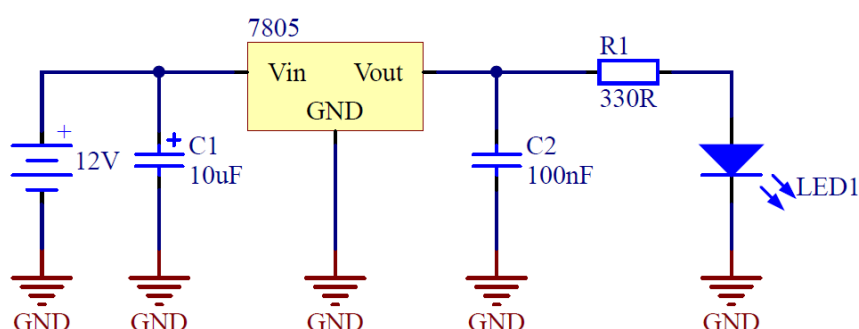 7805
Vin
Vout
GND
+
12V
+
C1
10uF
C2
100nF
R1
330R
LED1
GND
GND
GND
GND
GND